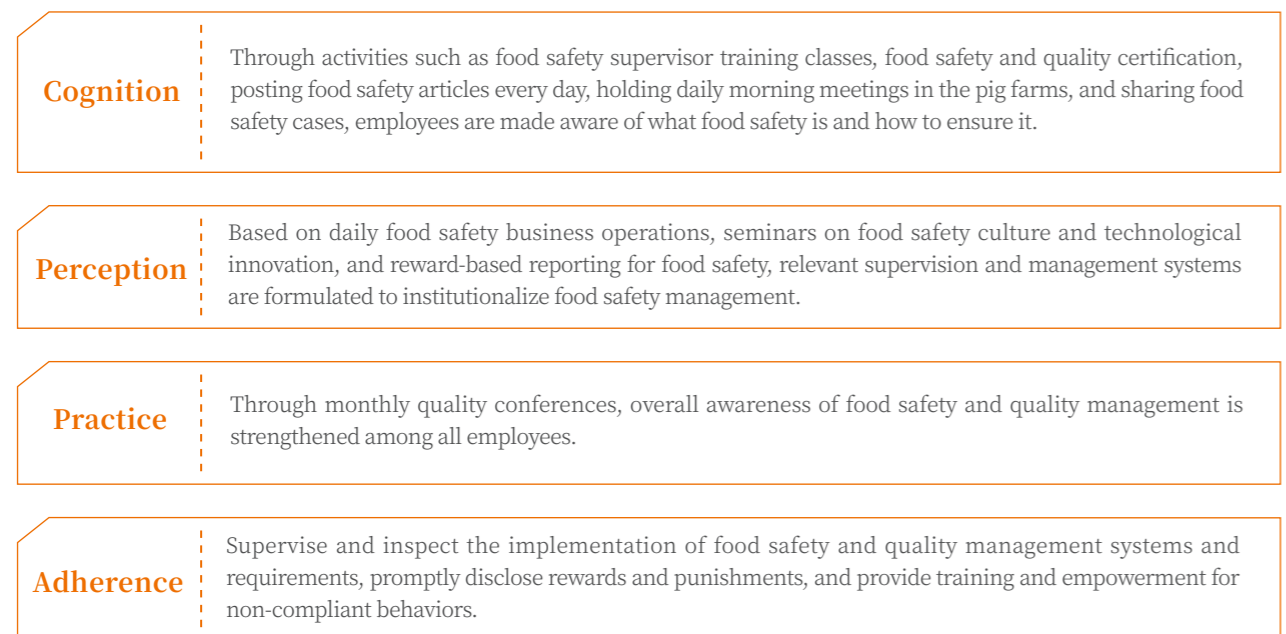 Cognition
Through activities such as food safety supervisor training classes, food safety and quality certification,
posting food safety articles every day, holding daily morning meetings in the pig farms, and sharing food
safety cases, employees are made aware of what food safety is and how to ensure it.
Perception
Based on daily food safety business operations, seminars on food safety culture and technological
innovation, and reward-based reporting for food safety, relevant supervision and management systems
are formulated to institutionalize food safety management.
Practice
Through monthly quality conferences, overall awareness of food safety and quality management is
strengthened among all employees.
Adherence
Supervise and inspect the implementation of food safety and quality management systems and
requirements, promptly disclose rewards and punishments, and provide training and empowerment for
non-compliant behaviors.